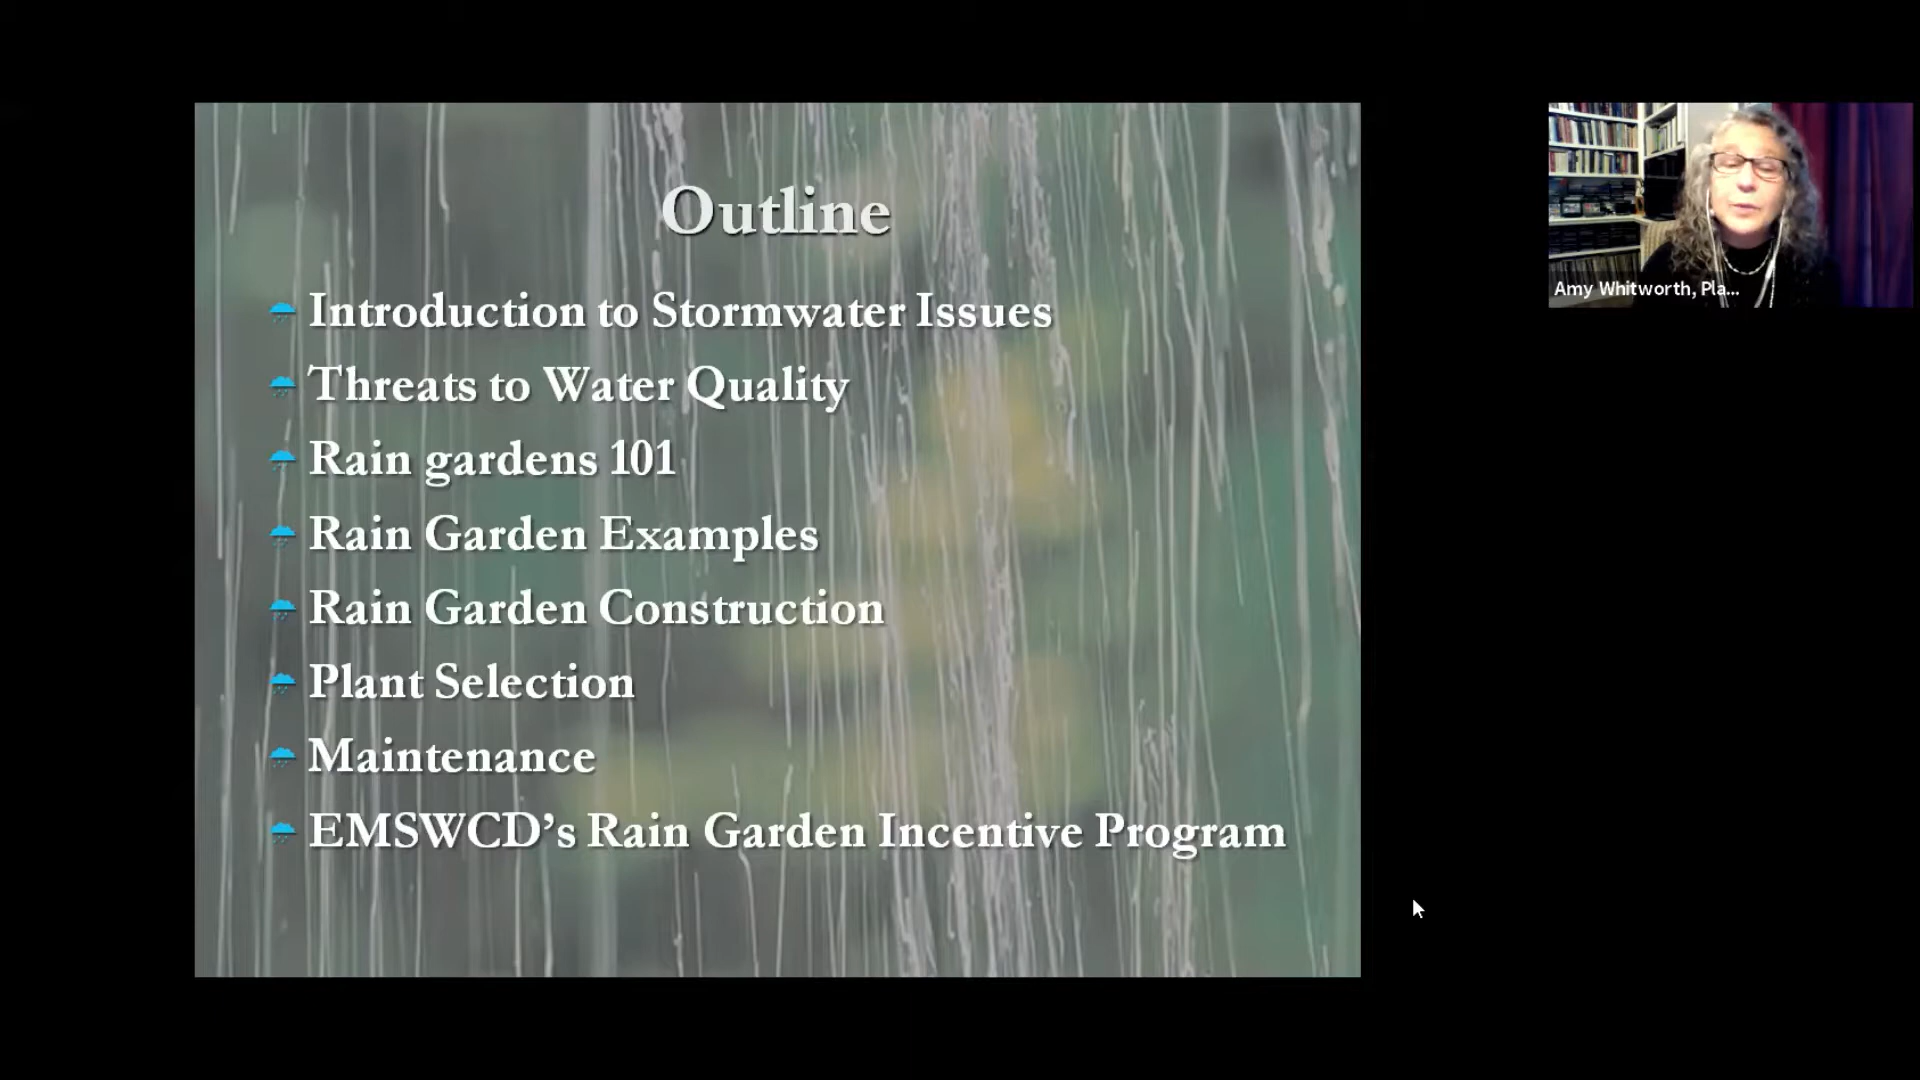 Outline
Introduction to Stormwater Issues
Threats to Water Quality
Rain gardens 101
Rain Garden Examples
Rain Garden Construction
Plant Selection
Maintenance
EMSWCD’s Rain Garden Incentive Program
Amy Whitworth, Pla...